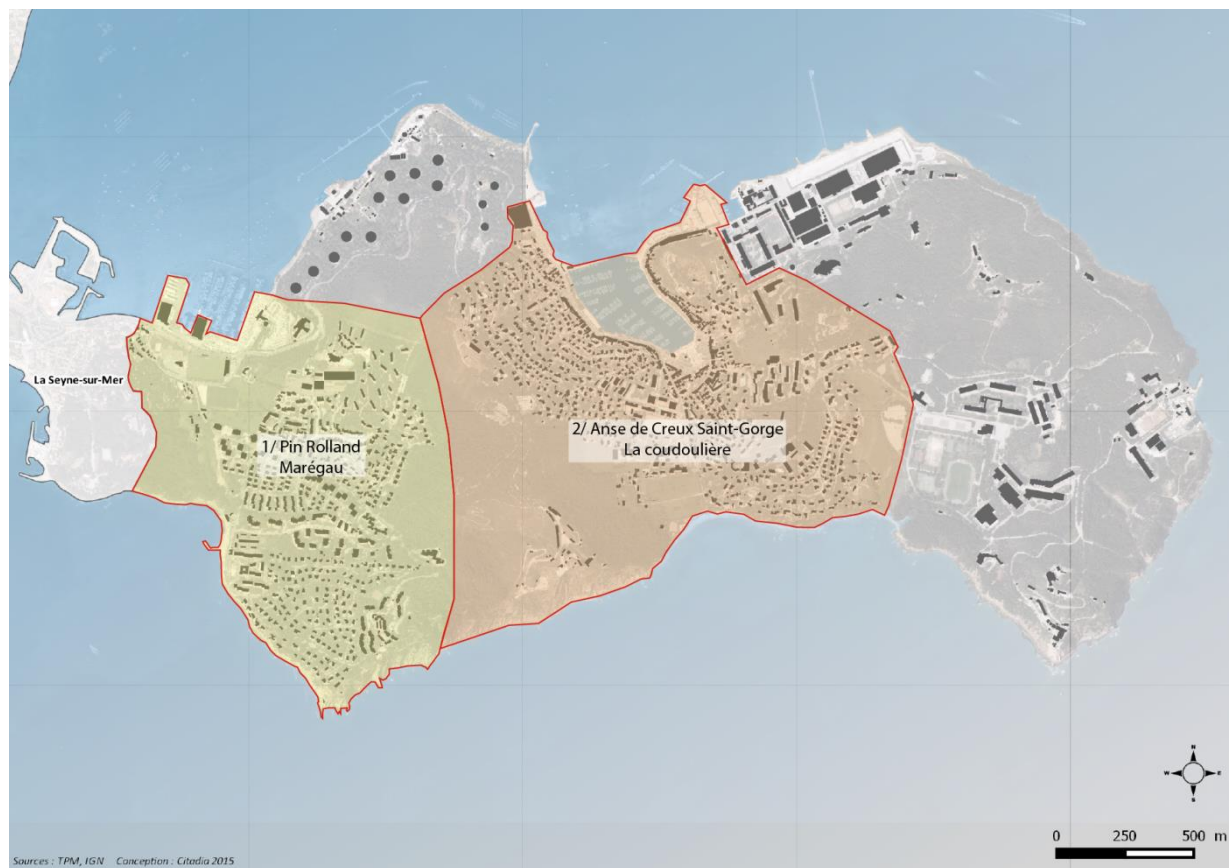 La Seyne-sur-Mer
1/ Pin Rolland
Marégau
2/ Anse de Creux Saint-Gorge
La coudoulière
N
W
E
S
0 250 500 m
Sources : TPM, IGN Conception : Citadia 2015